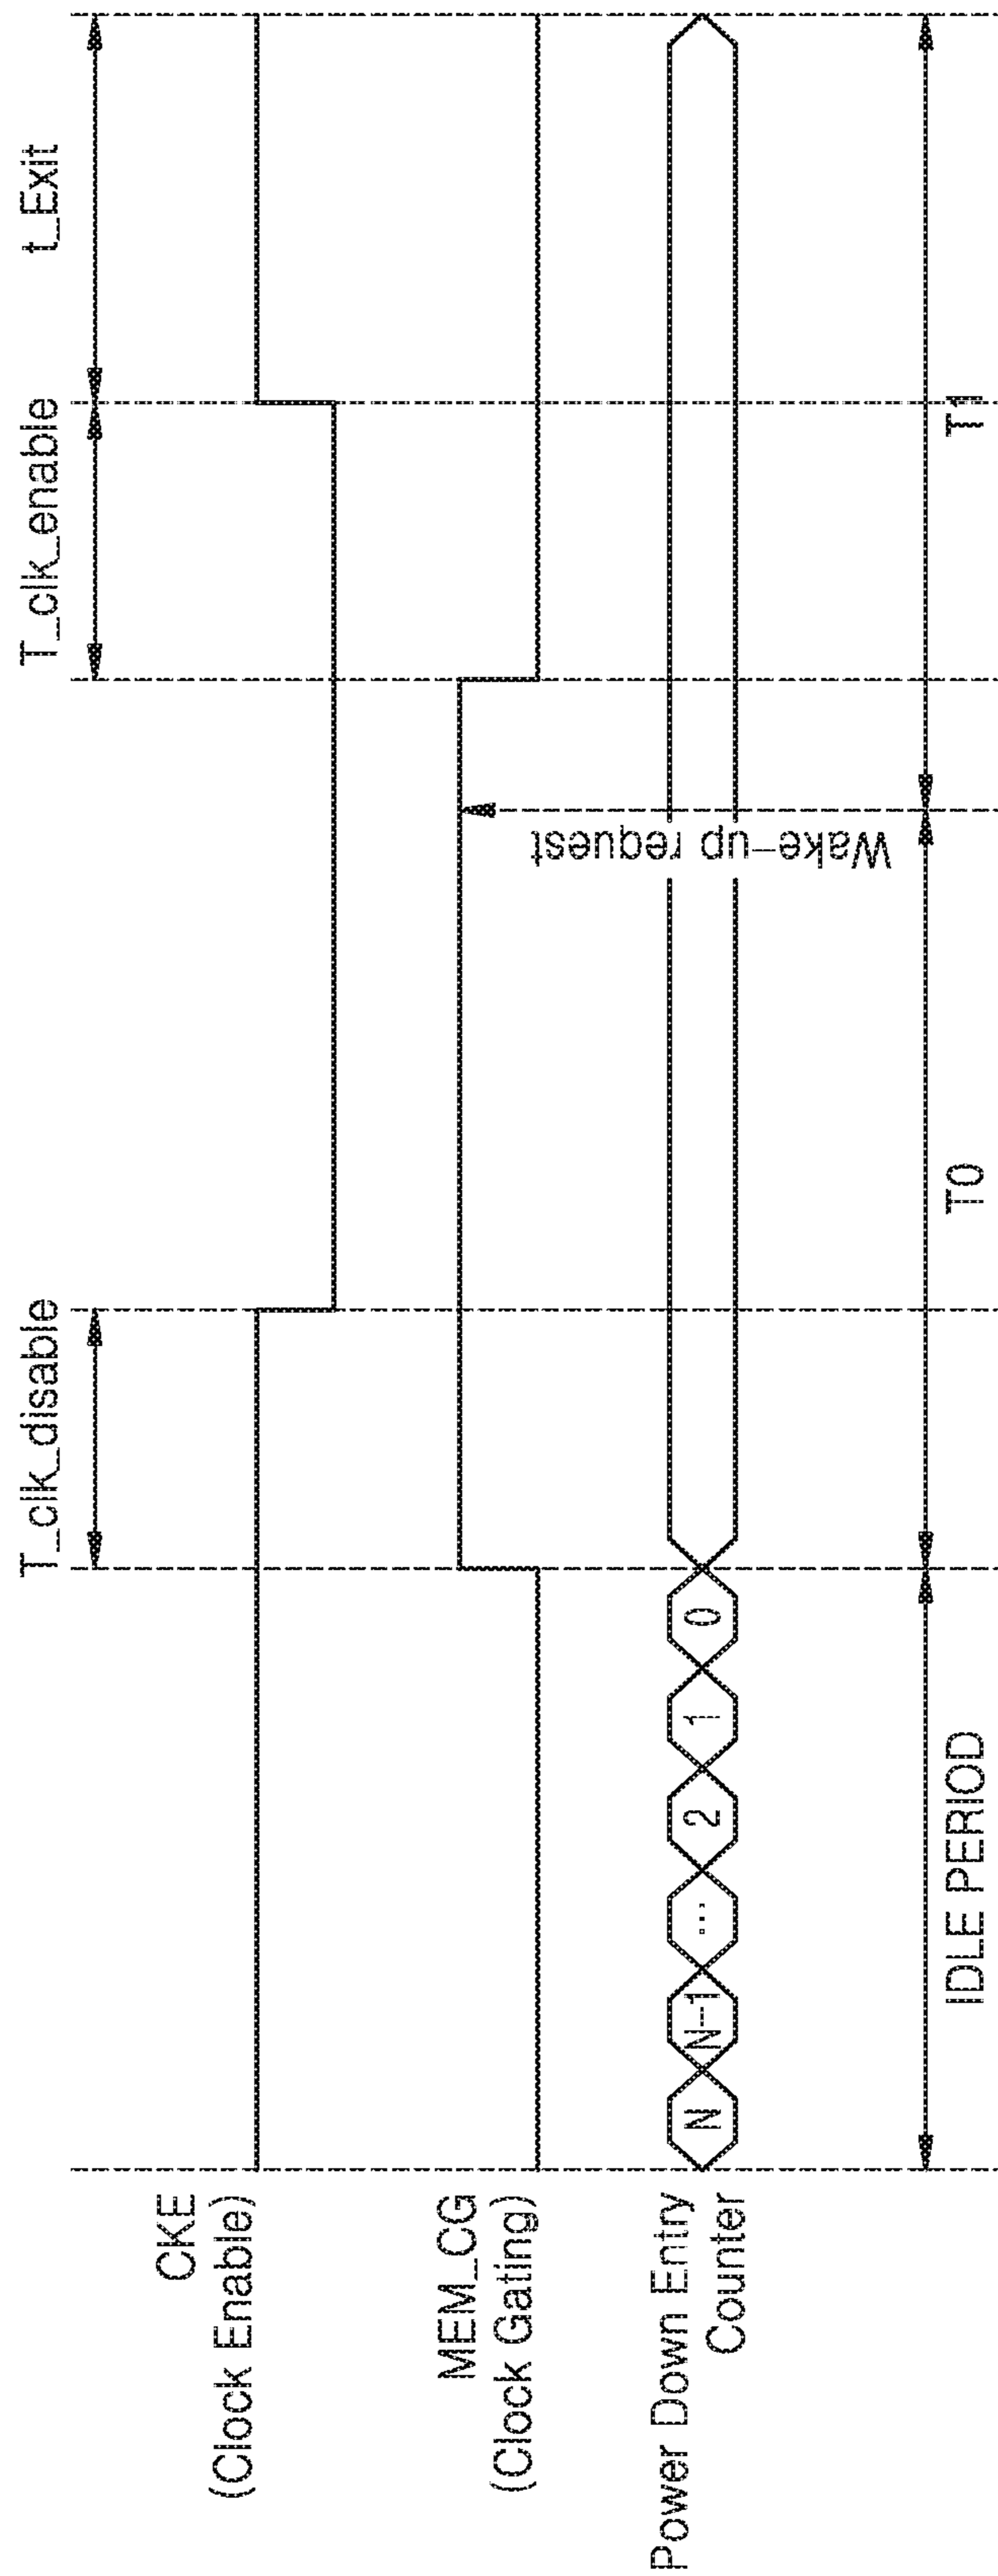 T_clk_disable
T_clk_enable
t_Exit
CKE
(Clock Enable)
MEM_CG
(Clock Gating)
Wake-up request
Power Down Entry
Counter
N
N-1
...
2
1
0
IDLE PERIOD
T0
T1